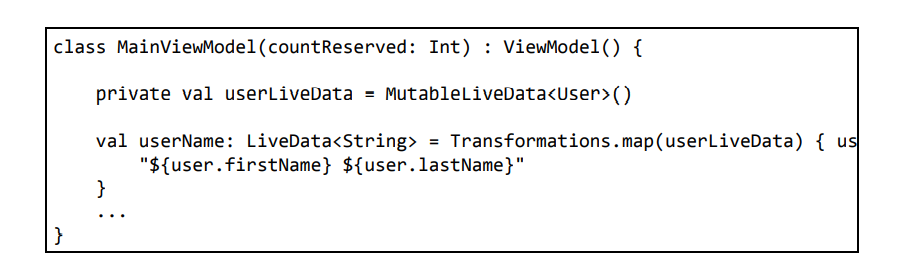 class MainViewModel(countReserved: Int) : ViewModel() {
private val userLiveData = MutableLiveData<User>()
val userName: LiveData<String> = Transformations.map(userLiveData) { us
"${user.firstName} ${user.lastName}"
}
...
}